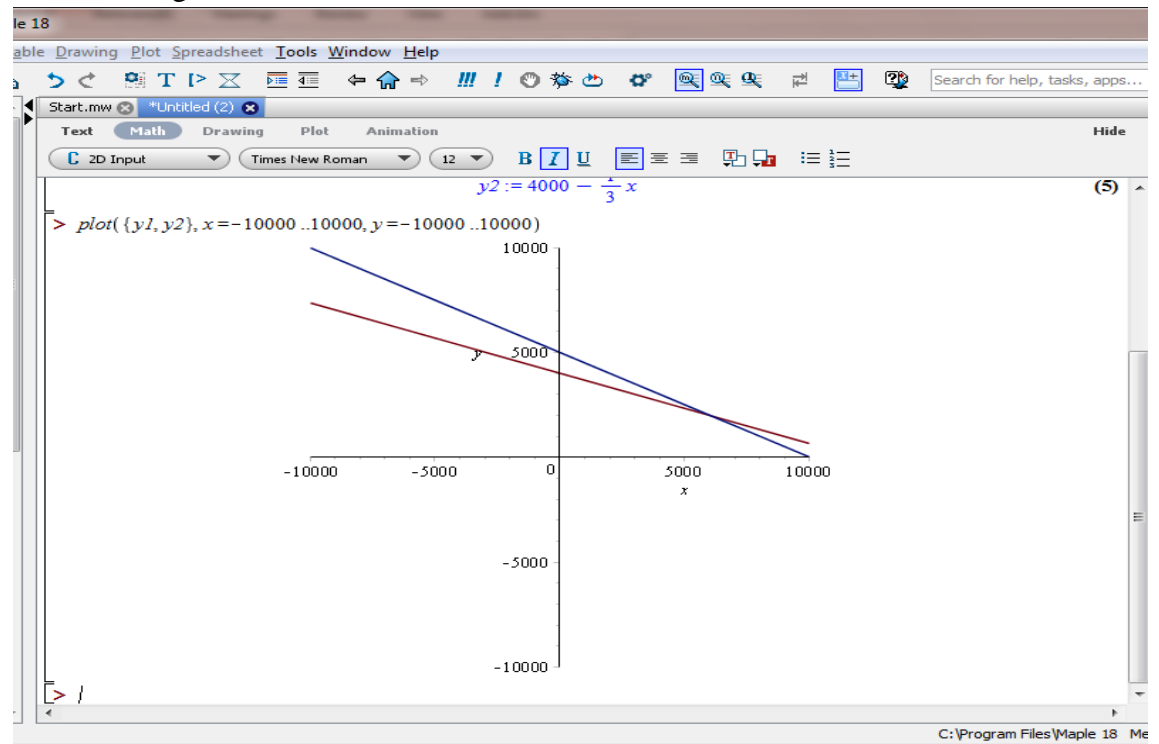 le 18
able Drawing Plot Spreadsheet Tools Window Help
Search for help, tasks, apps...
Start.mw *Untitled (2)
Text Math Drawing Plot Animation Hide
C 2D Input Times New Roman 12 B I U
y2 := 4000 − 1/3 x (5)
> plot({y1, y2}, x = −10000 ..10000, y = −10000 ..10000)
10000
y 5000
-10000 -5000 0 5000 10000
x
-5000
-10000
>
C:\Program Files\Maple 18 Me